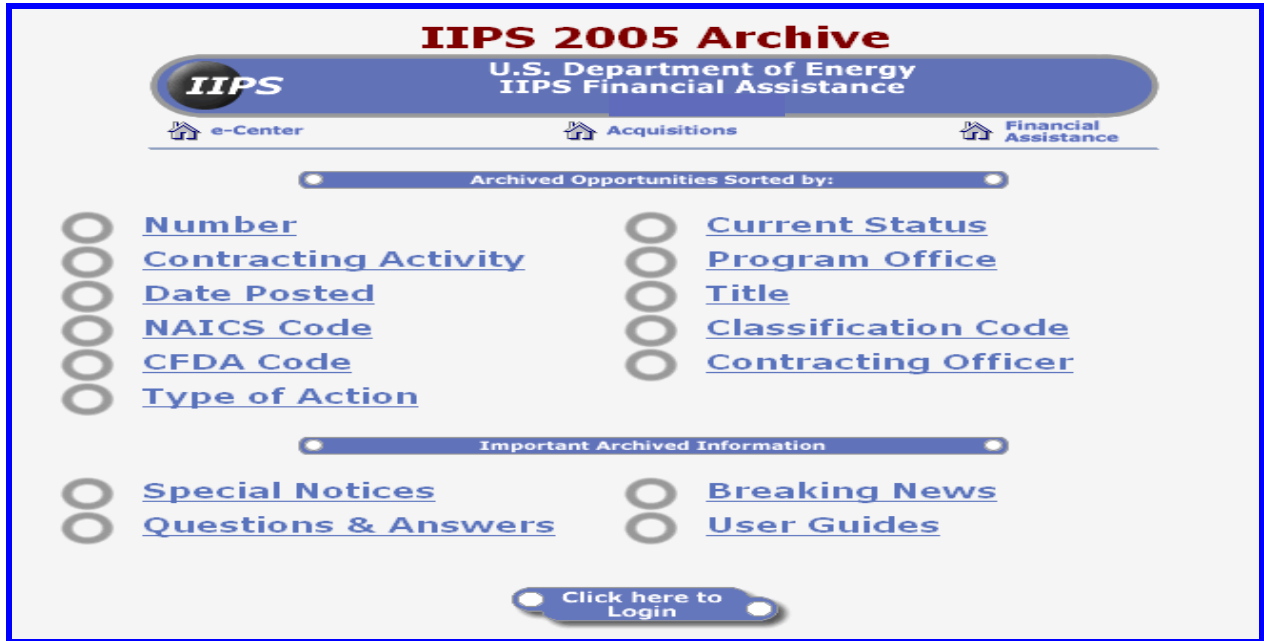 IIPS 2005 Archive
IIPS
U.S. Department of Energy
IIPS Financial Assistance
e-Center
Acquisitions
Financial
Assistance
Archived Opportunities Sorted by:
Number
Current Status
Contracting Activity
Program Office
Date Posted
Title
NAICS Code
Classification Code
CFDA Code
Contracting Officer
Type of Action
Important Archived Information
Special Notices
Breaking News
Questions & Answers
User Guides
Click here to
Login